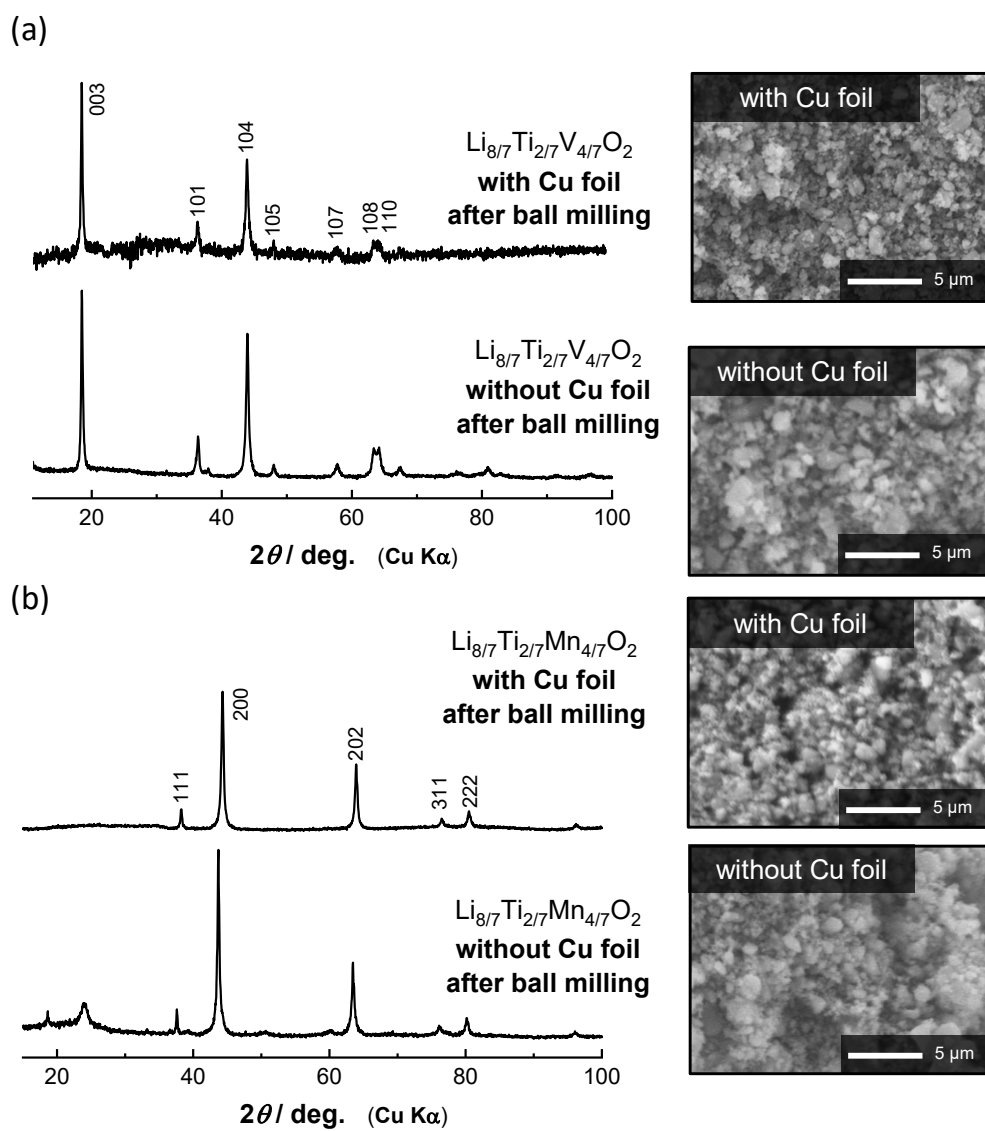 (a)
003
101
104
105
107
108
110
Li8/7Ti2/7V4/7O2
with Cu foil
after ball milling
Li8/7Ti2/7V4/7O2
without Cu foil
after ball milling
20
40
60
80
100
2θ / deg. (Cu Kα)
with Cu foil
5 µm
without Cu foil
5 µm
(b)
111
200
202
311
222
Li8/7Ti2/7Mn4/7O2
with Cu foil
after ball milling
Li8/7Ti2/7Mn4/7O2
without Cu foil
after ball milling
20
40
60
80
100
2θ / deg. (Cu Kα)
with Cu foil
5 µm
without Cu foil
5 µm